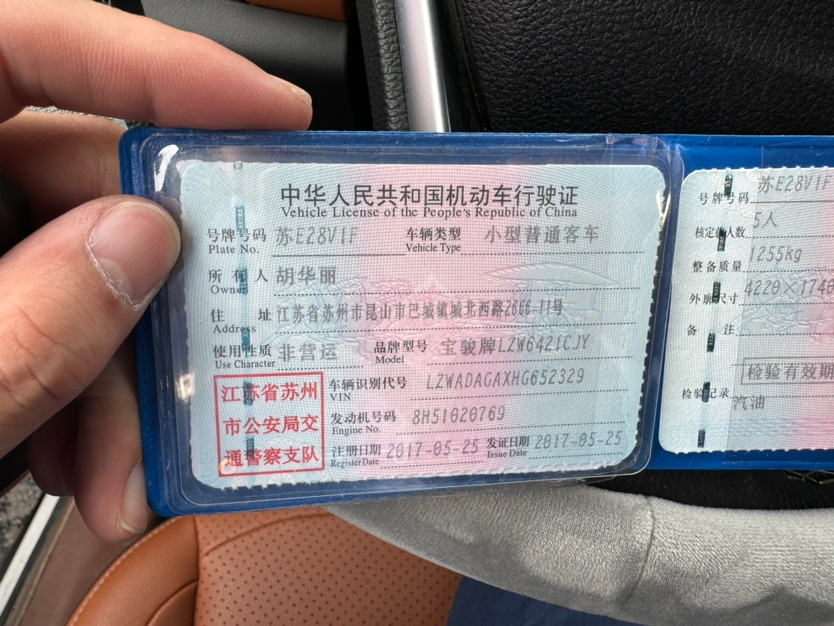 中华人民共和国机动车行驶证
Vehicle License of the People's Republic of China
号牌号码 苏E28V1F 车辆类型 小型普通客车
Plate No. Vehicle Type
所有人 胡华丽
Owner
住址 江苏省苏州市昆山市巴城镇城北西路2666-11号
Address
使用性质 非营运 品牌型号 宝骏牌LZW6421CJY
Use Character Model
江苏省苏州
市公安局交
通警察支队
车辆识别代号 LZWADAGAXHG652329
VIN
发动机号码 8H51020769
Engine No.
注册日期 2017-05-25 发证日期 2017-05-25
Register Date Issue Date
号牌号码 苏E28V1F
核定载人数 5人
整备质量 1255kg
外廓尺寸 4220×1740
备注
检验有效期
检验记录
汽油